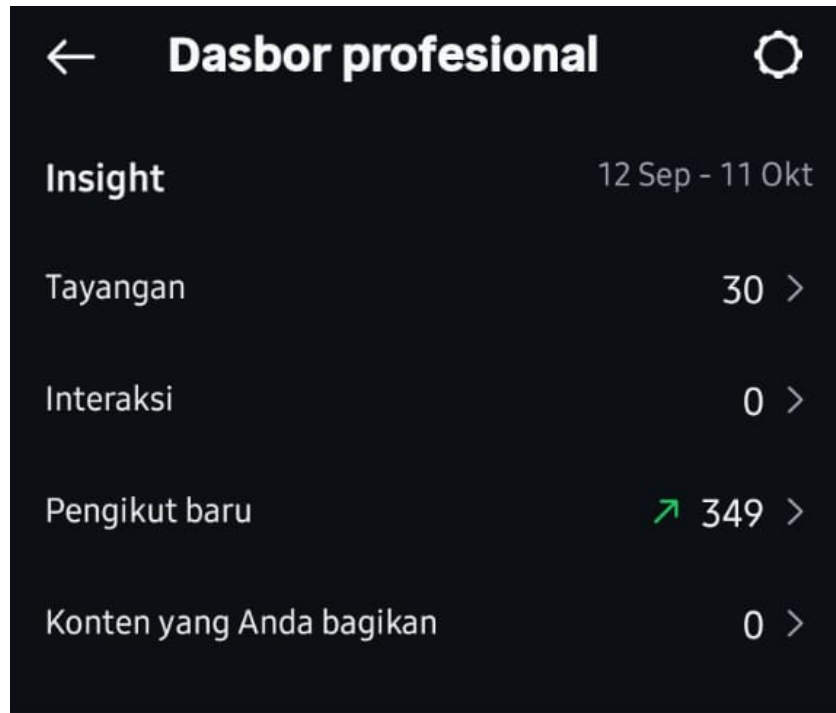 Dasbor profesional
Insight 12 Sep - 11 Okt
Tayangan 30
Interaksi 0
Pengikut baru 349
Konten yang Anda bagikan 0